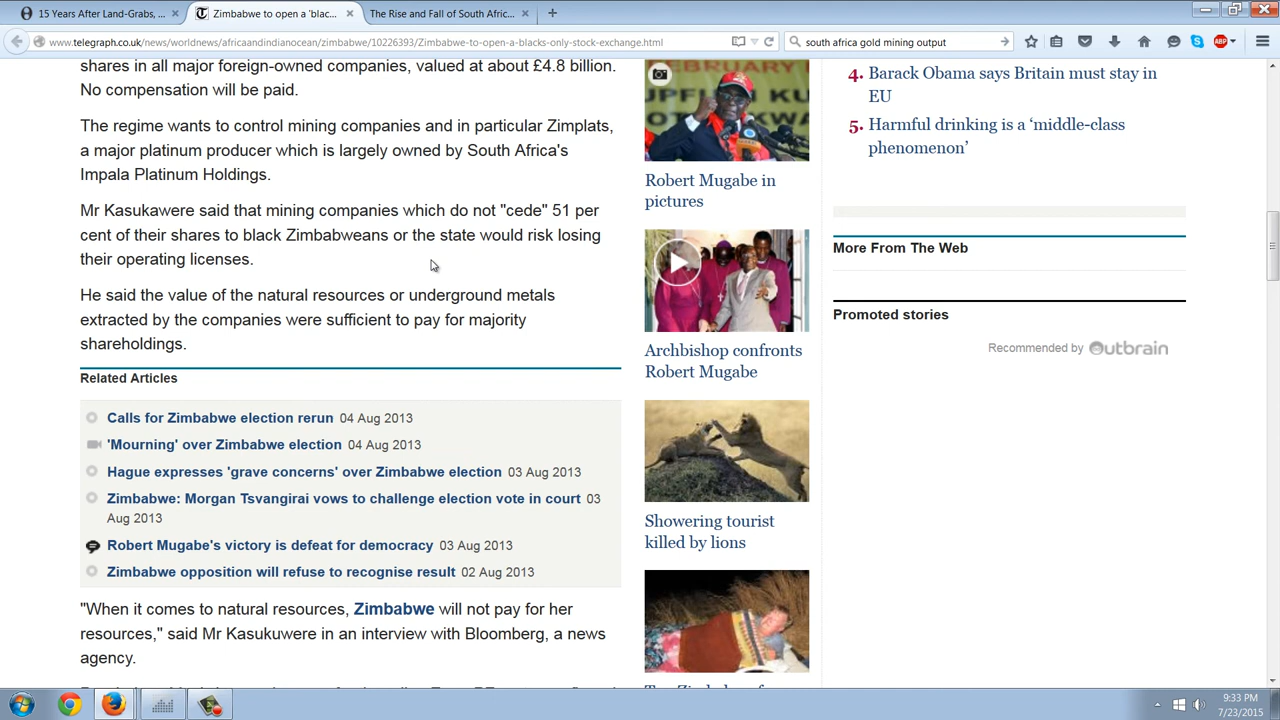 15 Years After Land-Grabs, ...
Zimbabwe to open a 'blac...
The Rise and Fall of South Afric...
www.telegraph.co.uk/news/worldnews/africaandindianocean/zimbabwe/10226393/Zimbabwe-to-open-a-blacks-only-stock-exchange.html
south africa gold mining output
ABP
shares in all major foreign-owned companies, valued at about £4.8 billion.
No compensation will be paid.
The regime wants to control mining companies and in particular Zimplats,
a major platinum producer which is largely owned by South Africa's
Impala Platinum Holdings.
Mr Kasukawere said that mining companies which do not "cede" 51 per
cent of their shares to black Zimbabweans or the state would risk losing
their operating licenses.
He said the value of the natural resources or underground metals
extracted by the companies were sufficient to pay for majority
shareholdings.
Related Articles
Calls for Zimbabwe election rerun 04 Aug 2013
'Mourning' over Zimbabwe election 04 Aug 2013
Hague expresses 'grave concerns' over Zimbabwe election 03 Aug 2013
Zimbabwe: Morgan Tsvangirai vows to challenge election vote in court 03
Aug 2013
Robert Mugabe's victory is defeat for democracy 03 Aug 2013
Zimbabwe opposition will refuse to recognise result 02 Aug 2013
"When it comes to natural resources, Zimbabwe will not pay for her
resources," said Mr Kasukuwere in an interview with Bloomberg, a news
agency.
Robert Mugabe in
pictures
Archbishop confronts
Robert Mugabe
Showering tourist
killed by lions
4. Barack Obama says Britain must stay in
EU
5. Harmful drinking is a 'middle-class
phenomenon'
More From The Web
Promoted stories
Recommended by Outbrain
9:33 PM
7/23/2015